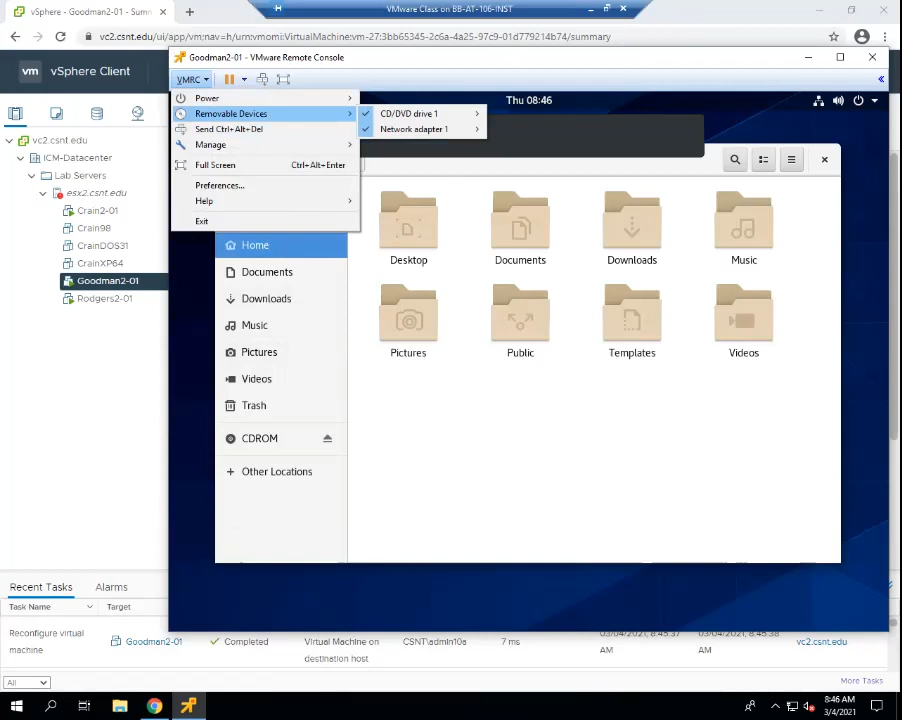 vSphere - Goodman2-01 - Summ
VMware Class on BB-AT-106-INST
vc2.csnt.edu/ui/app/vm;nav=h/urn:vmomi:VirtualMachine:vm-27:3bb65345-2c6a-4a25-97c9-01d779214b74/summary
vm vSphere Client
Goodman2-01 - VMware Remote Console
VMRC
Thu 08:46
Power
Removable Devices
Send Ctrl+Alt+Del
Manage
Full Screen Ctrl+Alt+Enter
Preferences...
Help
Exit
CD/DVD drive 1
Network adapter 1
vc2.csnt.edu
ICM-Datacenter
Lab Servers
esx2.csnt.edu
Crain2-01
Crain98
CrainDOS31
CrainXP64
Goodman2-01
Rodgers2-01
Home
Documents
Downloads
Music
Pictures
Videos
Trash
CDROM
Other Locations
Desktop
Documents
Downloads
Music
Pictures
Public
Templates
Videos
Recent Tasks Alarms
Task Name Target
Reconfigure virtual machine
Goodman2-01
Completed
Virtual Machine on
destination host
CSNT\admin10a
7 ms
03/04/2021, 8:45:37
AM
03/04/2021, 8:45:38
AM
vc2.csnt.edu
All
More Tasks
8:46 AM
3/4/2021